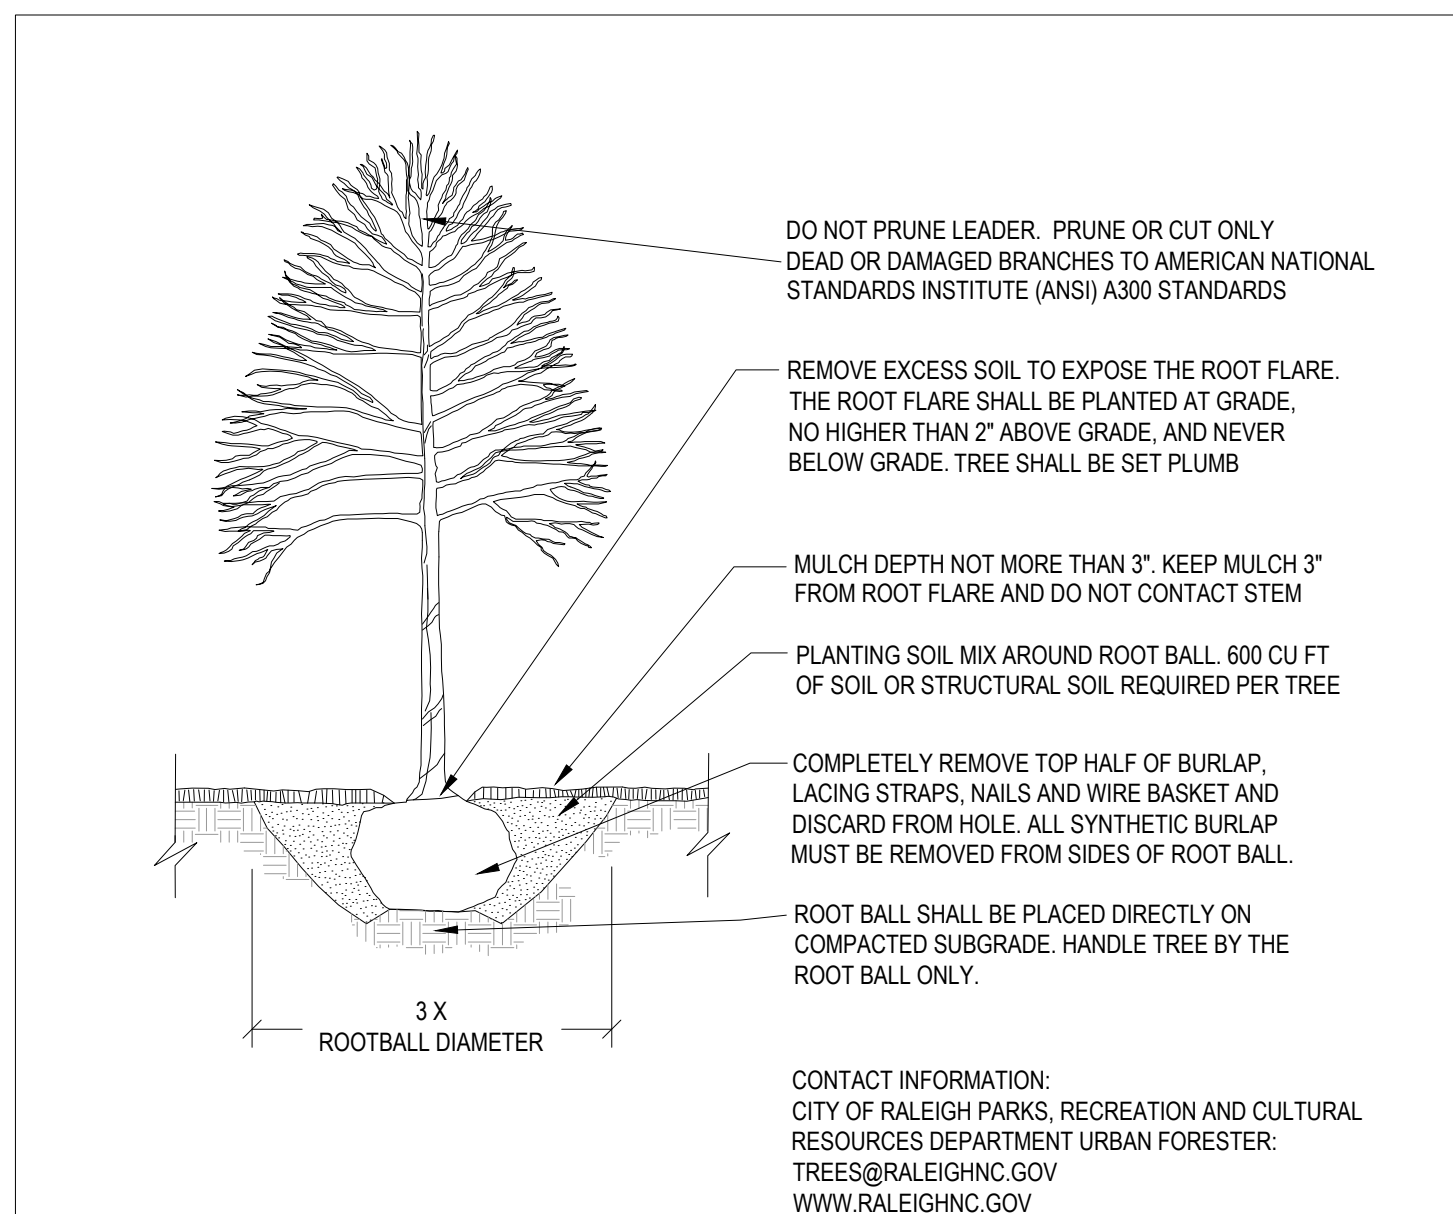 DO NOT PRUNE LEADER.  PRUNE OR CUT ONLY
DEAD OR DAMAGED BRANCHES TO AMERICAN NATIONAL
STANDARDS INSTITUTE (ANSI) A300 STANDARDS
REMOVE EXCESS SOIL TO EXPOSE THE ROOT FLARE.
THE ROOT FLARE SHALL BE PLANTED AT GRADE,
NO HIGHER THAN 2" ABOVE GRADE, AND NEVER
BELOW GRADE. TREE SHALL BE SET PLUMB
MULCH DEPTH NOT MORE THAN 3". KEEP MULCH 3"
FROM ROOT FLARE AND DO NOT CONTACT STEM
PLANTING SOIL MIX AROUND ROOT BALL. 600 CU FT
OF SOIL OR STRUCTURAL SOIL REQUIRED PER TREE
COMPLETELY REMOVE TOP HALF OF BURLAP,
LACING STRAPS, NAILS AND WIRE BASKET AND
DISCARD FROM HOLE. ALL SYNTHETIC BURLAP
MUST BE REMOVED FROM SIDES OF ROOT BALL.
ROOT BALL SHALL BE PLACED DIRECTLY ON
COMPACTED SUBGRADE. HANDLE TREE BY THE
ROOT BALL ONLY.
3 X
ROOTBALL DIAMETER
CONTACT INFORMATION:
CITY OF RALEIGH PARKS, RECREATION AND CULTURAL
RESOURCES DEPARTMENT URBAN FORESTER:
TREES@RALEIGHNC.GOV
WWW.RALEIGHNC.GOV